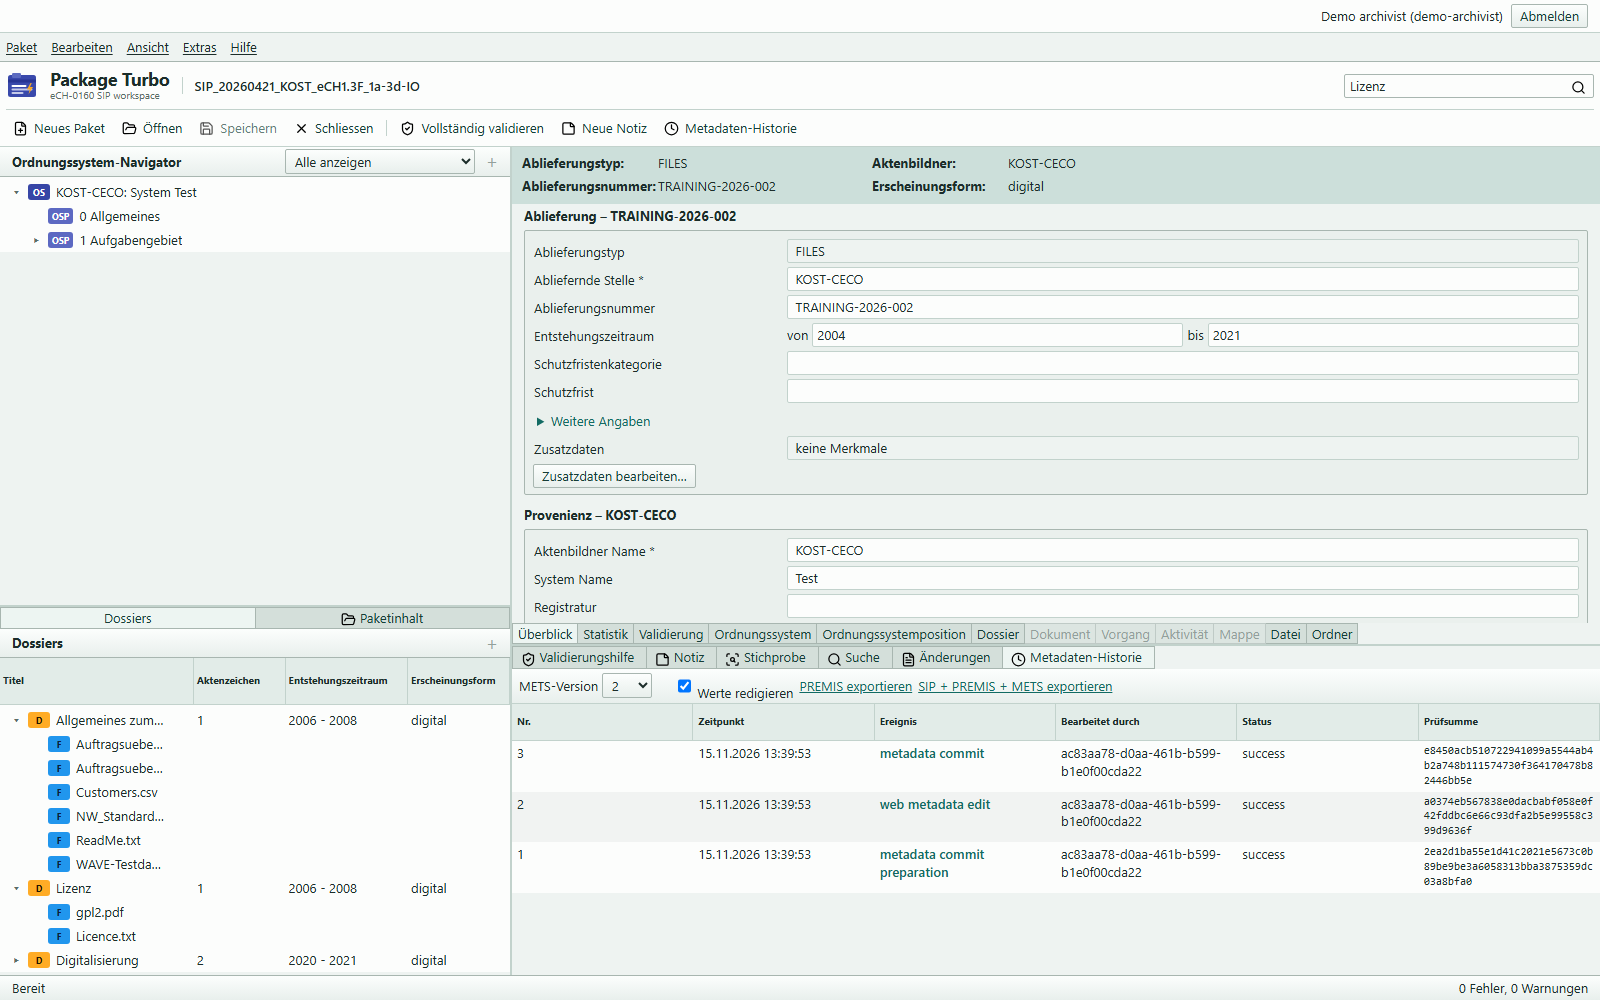 Demo archivist (demo-archivist) Abmelden
Paket Bearbeiten Ansicht Extras Hilfe
Package Turbo
eCH-0160 SIP workspace
SIP_20260421_KOST_eCH1.3F_1a-3d-IO
Lizenz
Neues Paket Öffnen Speichern Schliessen Vollständig validieren Neue Notiz Metadaten-Historie
Ordnungssystem-Navigator Alle anzeigen +
OS KOST-CECO: System Test
OSP 0 Allgemeines
OSP 1 Aufgabengebiet
Dossiers Paketinhalt
Dossiers +
Titel Aktenzeichen Entstehungszeitraum Erscheinungsform
D Allgemeines zum... 1 2006 - 2008 digital
F Auftragsuebe...
F Auftragsuebe...
F Customers.csv
F NW_Standard...
F ReadMe.txt
F WAVE-Testda...
D Lizenz 1 2006 - 2008 digital
F gpl2.pdf
F Licence.txt
D Digitalisierung 2 2020 - 2021 digital
Ablieferungstyp: FILES Aktenbildner: KOST-CECO
Ablieferungsnummer: TRAINING-2026-002 Erscheinungsform: digital
Ablieferung – TRAINING-2026-002
Ablieferungstyp FILES
Abliefernde Stelle * KOST-CECO
Ablieferungsnummer TRAINING-2026-002
Entstehungszeitraum von 2004 bis 2021
Schutzfristenkategorie
Schutzfrist
Weitere Angaben
Zusatzdaten keine Merkmale
Zusatzdaten bearbeiten...
Provenienz – KOST-CECO
Aktenbildner Name * KOST-CECO
System Name Test
Registratur
Überblick Statistik Validierung Ordnungssystem Ordnungssystemposition Dossier Dokument Vorgang Aktivität Mappe Datei Ordner
Validierungshilfe Notiz Stichprobe Suche Änderungen Metadaten-Historie
METS-Version 2 Werte redigieren PREMIS exportieren SIP + PREMIS + METS exportieren
Nr. Zeitpunkt Ereignis Bearbeitet durch Status Prüfsumme
3 15.11.2026 13:39:53 metadata commit ac83aa78-d0aa-461b-b599- success e8450acb510722941099a5544ab4
b1e0f00cda22 b2a748b111574730f364170478b8
2446bb5e
2 15.11.2026 13:39:53 web metadata edit ac83aa78-d0aa-461b-b599- success a0374eb567838e0dacbabf058e0f
b1e0f00cda22 42fddbc6e66c93dfa2b5e99558c3
99d9636f
1 15.11.2026 13:39:53 metadata commit ac83aa78-d0aa-461b-b599- success 2ea2d1ba55e1d41c2021e5673c0b
preparation b1e0f00cda22 89be9be3a6058313bba3875359dc
03a8bfa0
Bereit 0 Fehler, 0 Warnungen